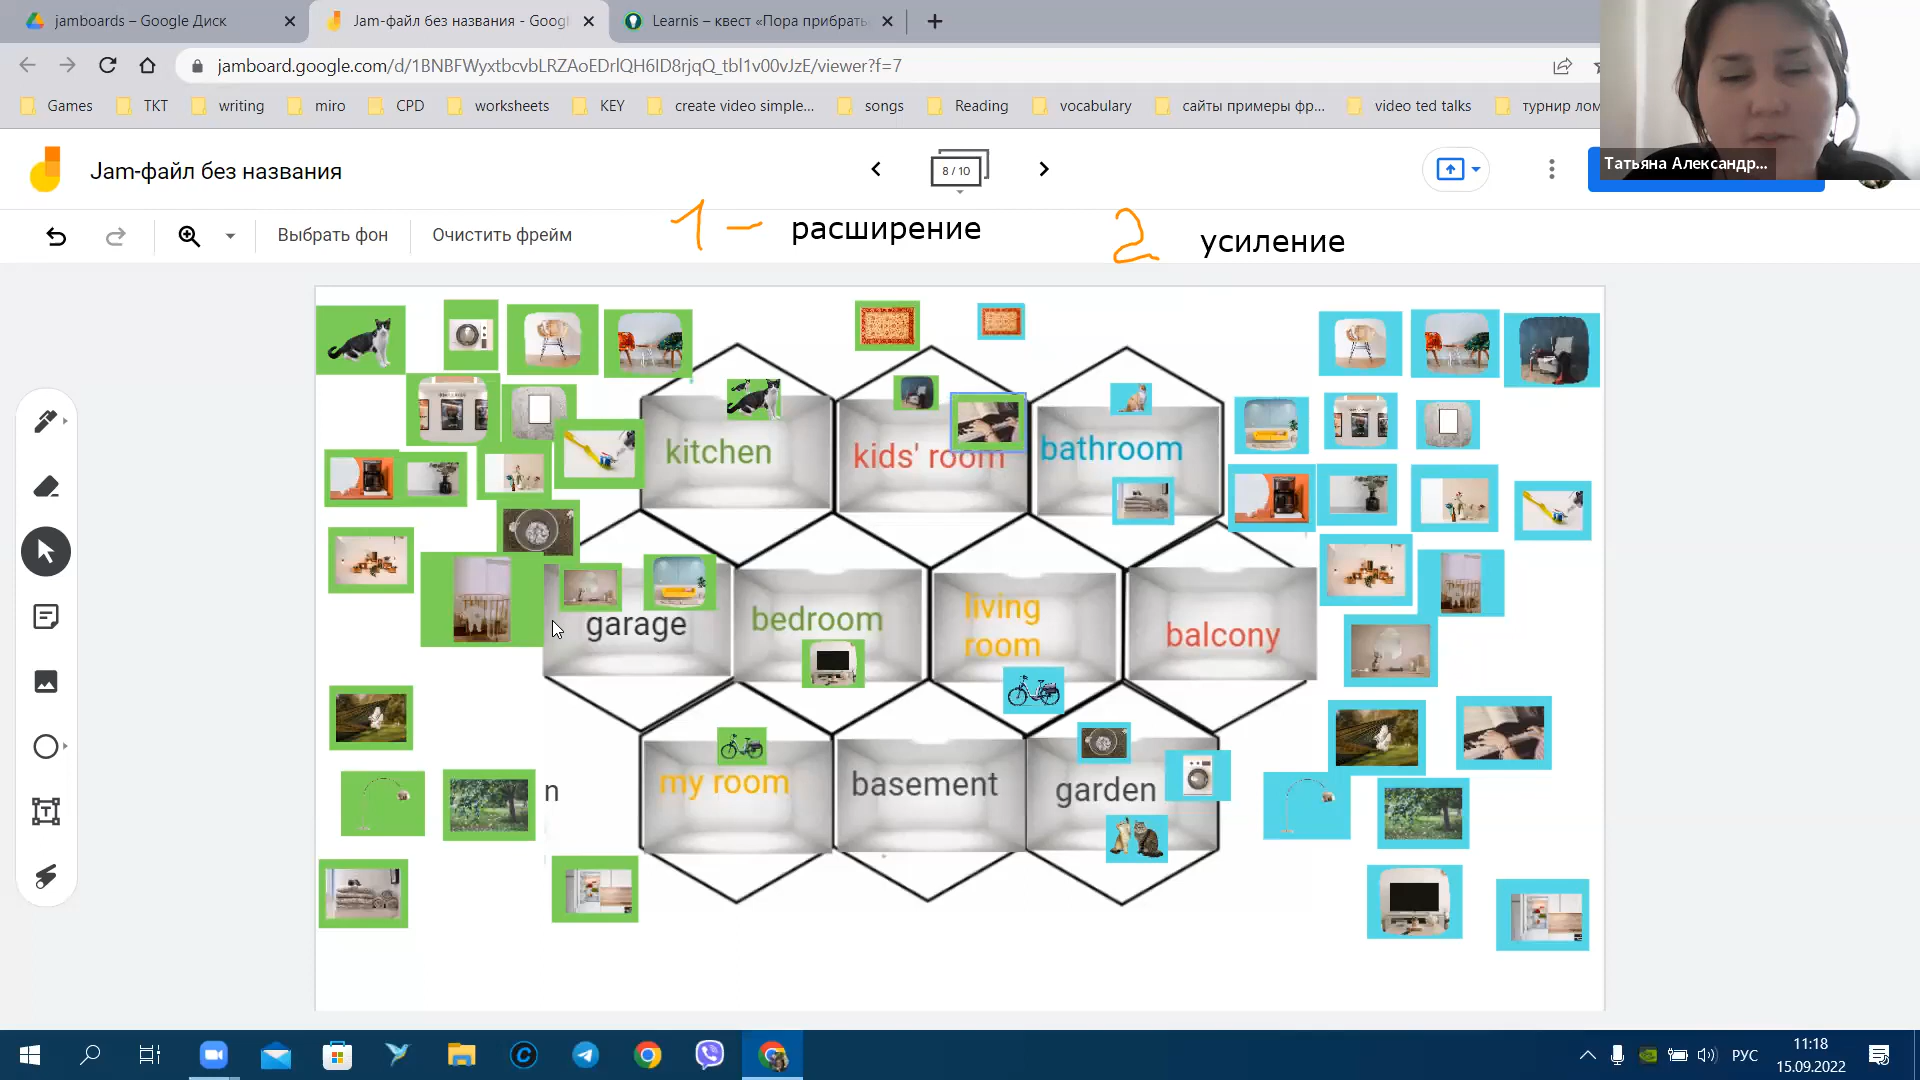 jamboards – Google Диск
Jam-файл без названия - Googl
Learnis – квест «Пора прибрать
jamboard.google.com/d/1BNBFWyxtbcvbLRZAoEDrlQH6ID8rjqQ_tbl1v00vJzE/viewer?f=7
Games TKT writing miro CPD worksheets KEY create video simple... songs Reading vocabulary сайты примеры фр... video ted talks турнир лом
Татьяна Александр...
Jam-файл без названия
8 / 10
Выбрать фон Очистить фрейм
1 – расширение 2 усиление
kitchen kids' room bathroom
garage bedroom living room balcony
n my room basement garden
РУС
11:18
15.09.2022